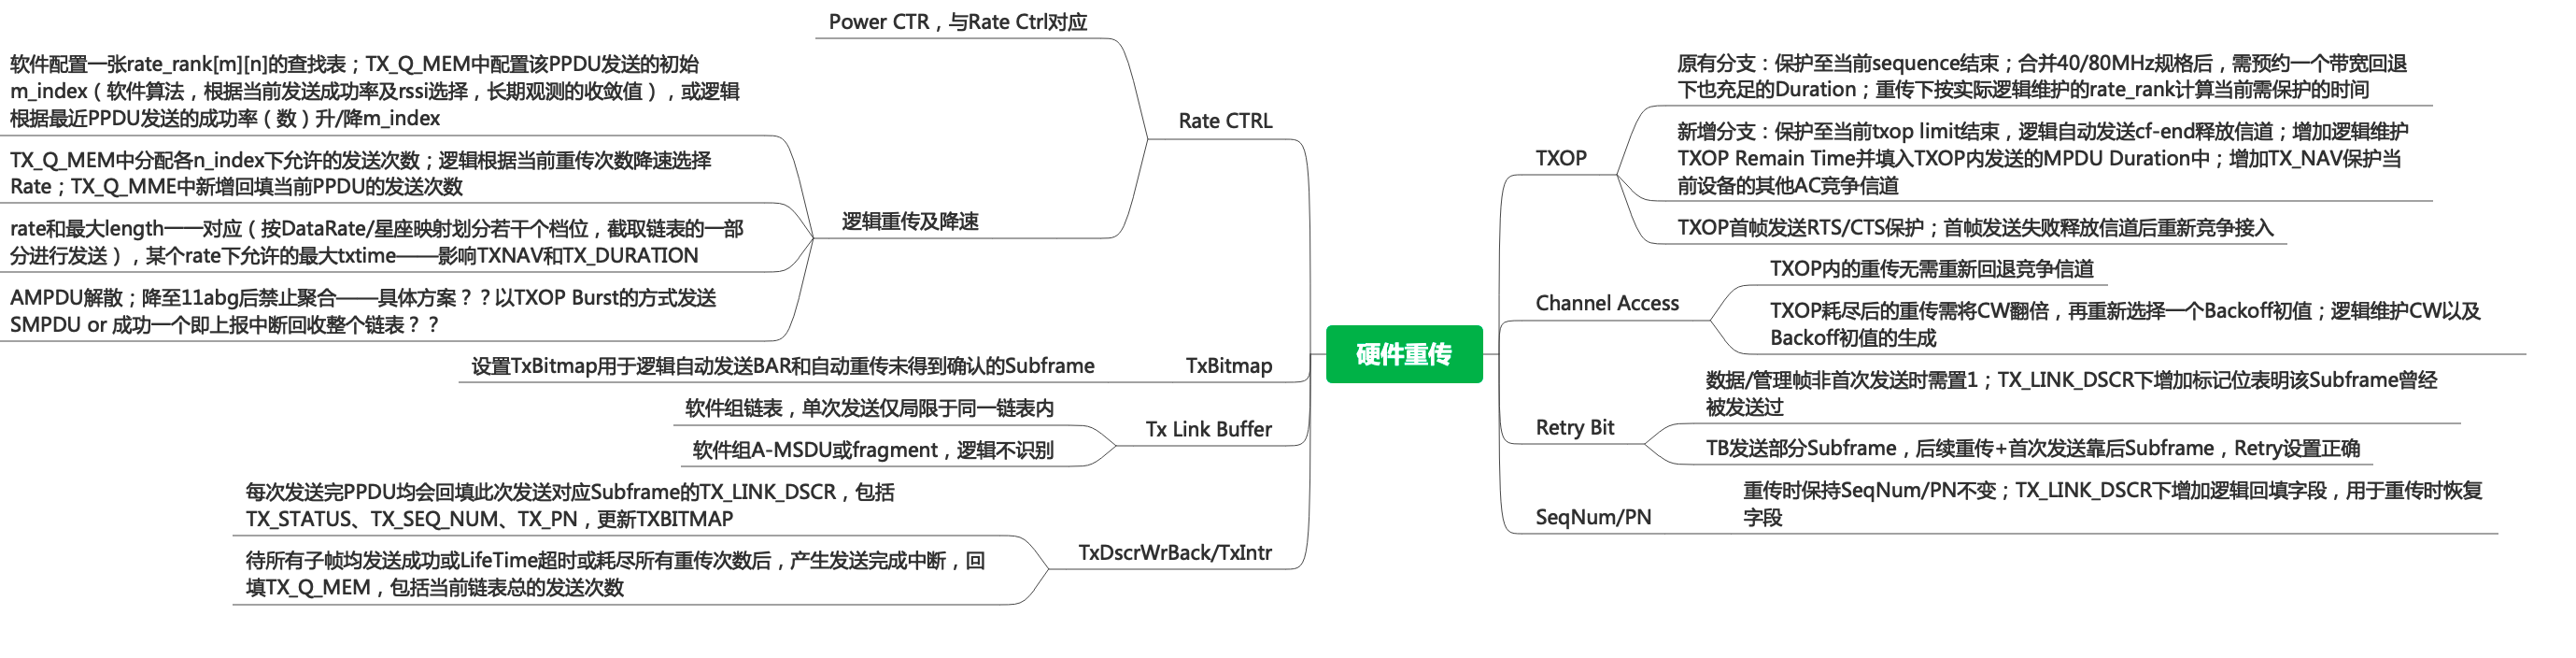 Power CTR，与Rate Ctrl对应
软件配置一张rate_rank[m][n]的查找表；TX_Q_MEM中配置该PPDU发送的初始
m_index（软件算法，根据当前发送成功率及rssi选择，长期观测的收敛值），或逻辑
根据最近PPDU发送的成功率（数）升/降m_index
Rate CTRL
TX_Q_MEM中分配各n_index下允许的发送次数；逻辑根据当前重传次数降速选择
Rate；TX_Q_MME中新增回填当前PPDU的发送次数
逻辑重传及降速
rate和最大length一一对应（按DataRate/星座映射划分若干个档位，截取链表的一部
分进行发送），某个rate下允许的最大txtime——影响TXNAV和TX_DURATION
AMPDU解散；降至11abg后禁止聚合——具体方案？？以TXOP Burst的方式发送
SMPDU or 成功一个即上报中断回收整个链表？？
设置TxBitmap用于逻辑自动发送BAR和自动重传未得到确认的Subframe
TxBitmap
软件组链表，单次发送仅局限于同一链表内
Tx Link Buffer
软件组A-MSDU或fragment，逻辑不识别
每次发送完PPDU均会回填此次发送对应Subframe的TX_LINK_DSCR，包括
TX_STATUS、TX_SEQ_NUM、TX_PN，更新TXBITMAP
TxDscrWrBack/TxIntr
待所有子帧均发送成功或LifeTime超时或耗尽所有重传次数后，产生发送完成中断，回
填TX_Q_MEM，包括当前链表总的发送次数
硬件重传
原有分支：保护至当前sequence结束；合并40/80MHz规格后，需预约一个带宽回退
下也充足的Duration；重传下按实际逻辑维护的rate_rank计算当前需保护的时间
TXOP
新增分支：保护至当前txop limit结束，逻辑自动发送cf-end释放信道；增加逻辑维护
TXOP Remain Time并填入TXOP内发送的MPDU Duration中；增加TX_NAV保护当
前设备的其他AC竞争信道
TXOP首帧发送RTS/CTS保护；首帧发送失败释放信道后重新竞争接入
TXOP内的重传无需重新回退竞争信道
Channel Access
TXOP耗尽后的重传需将CW翻倍，再重新选择一个Backoff初值；逻辑维护CW以及
Backoff初值的生成
数据/管理帧非首次发送时需置1；TX_LINK_DSCR下增加标记位表明该Subframe曾经
被发送过
Retry Bit
TB发送部分Subframe，后续重传+首次发送靠后Subframe，Retry设置正确
重传时保持SeqNum/PN不变；TX_LINK_DSCR下增加逻辑回填字段，用于重传时恢复
字段
SeqNum/PN